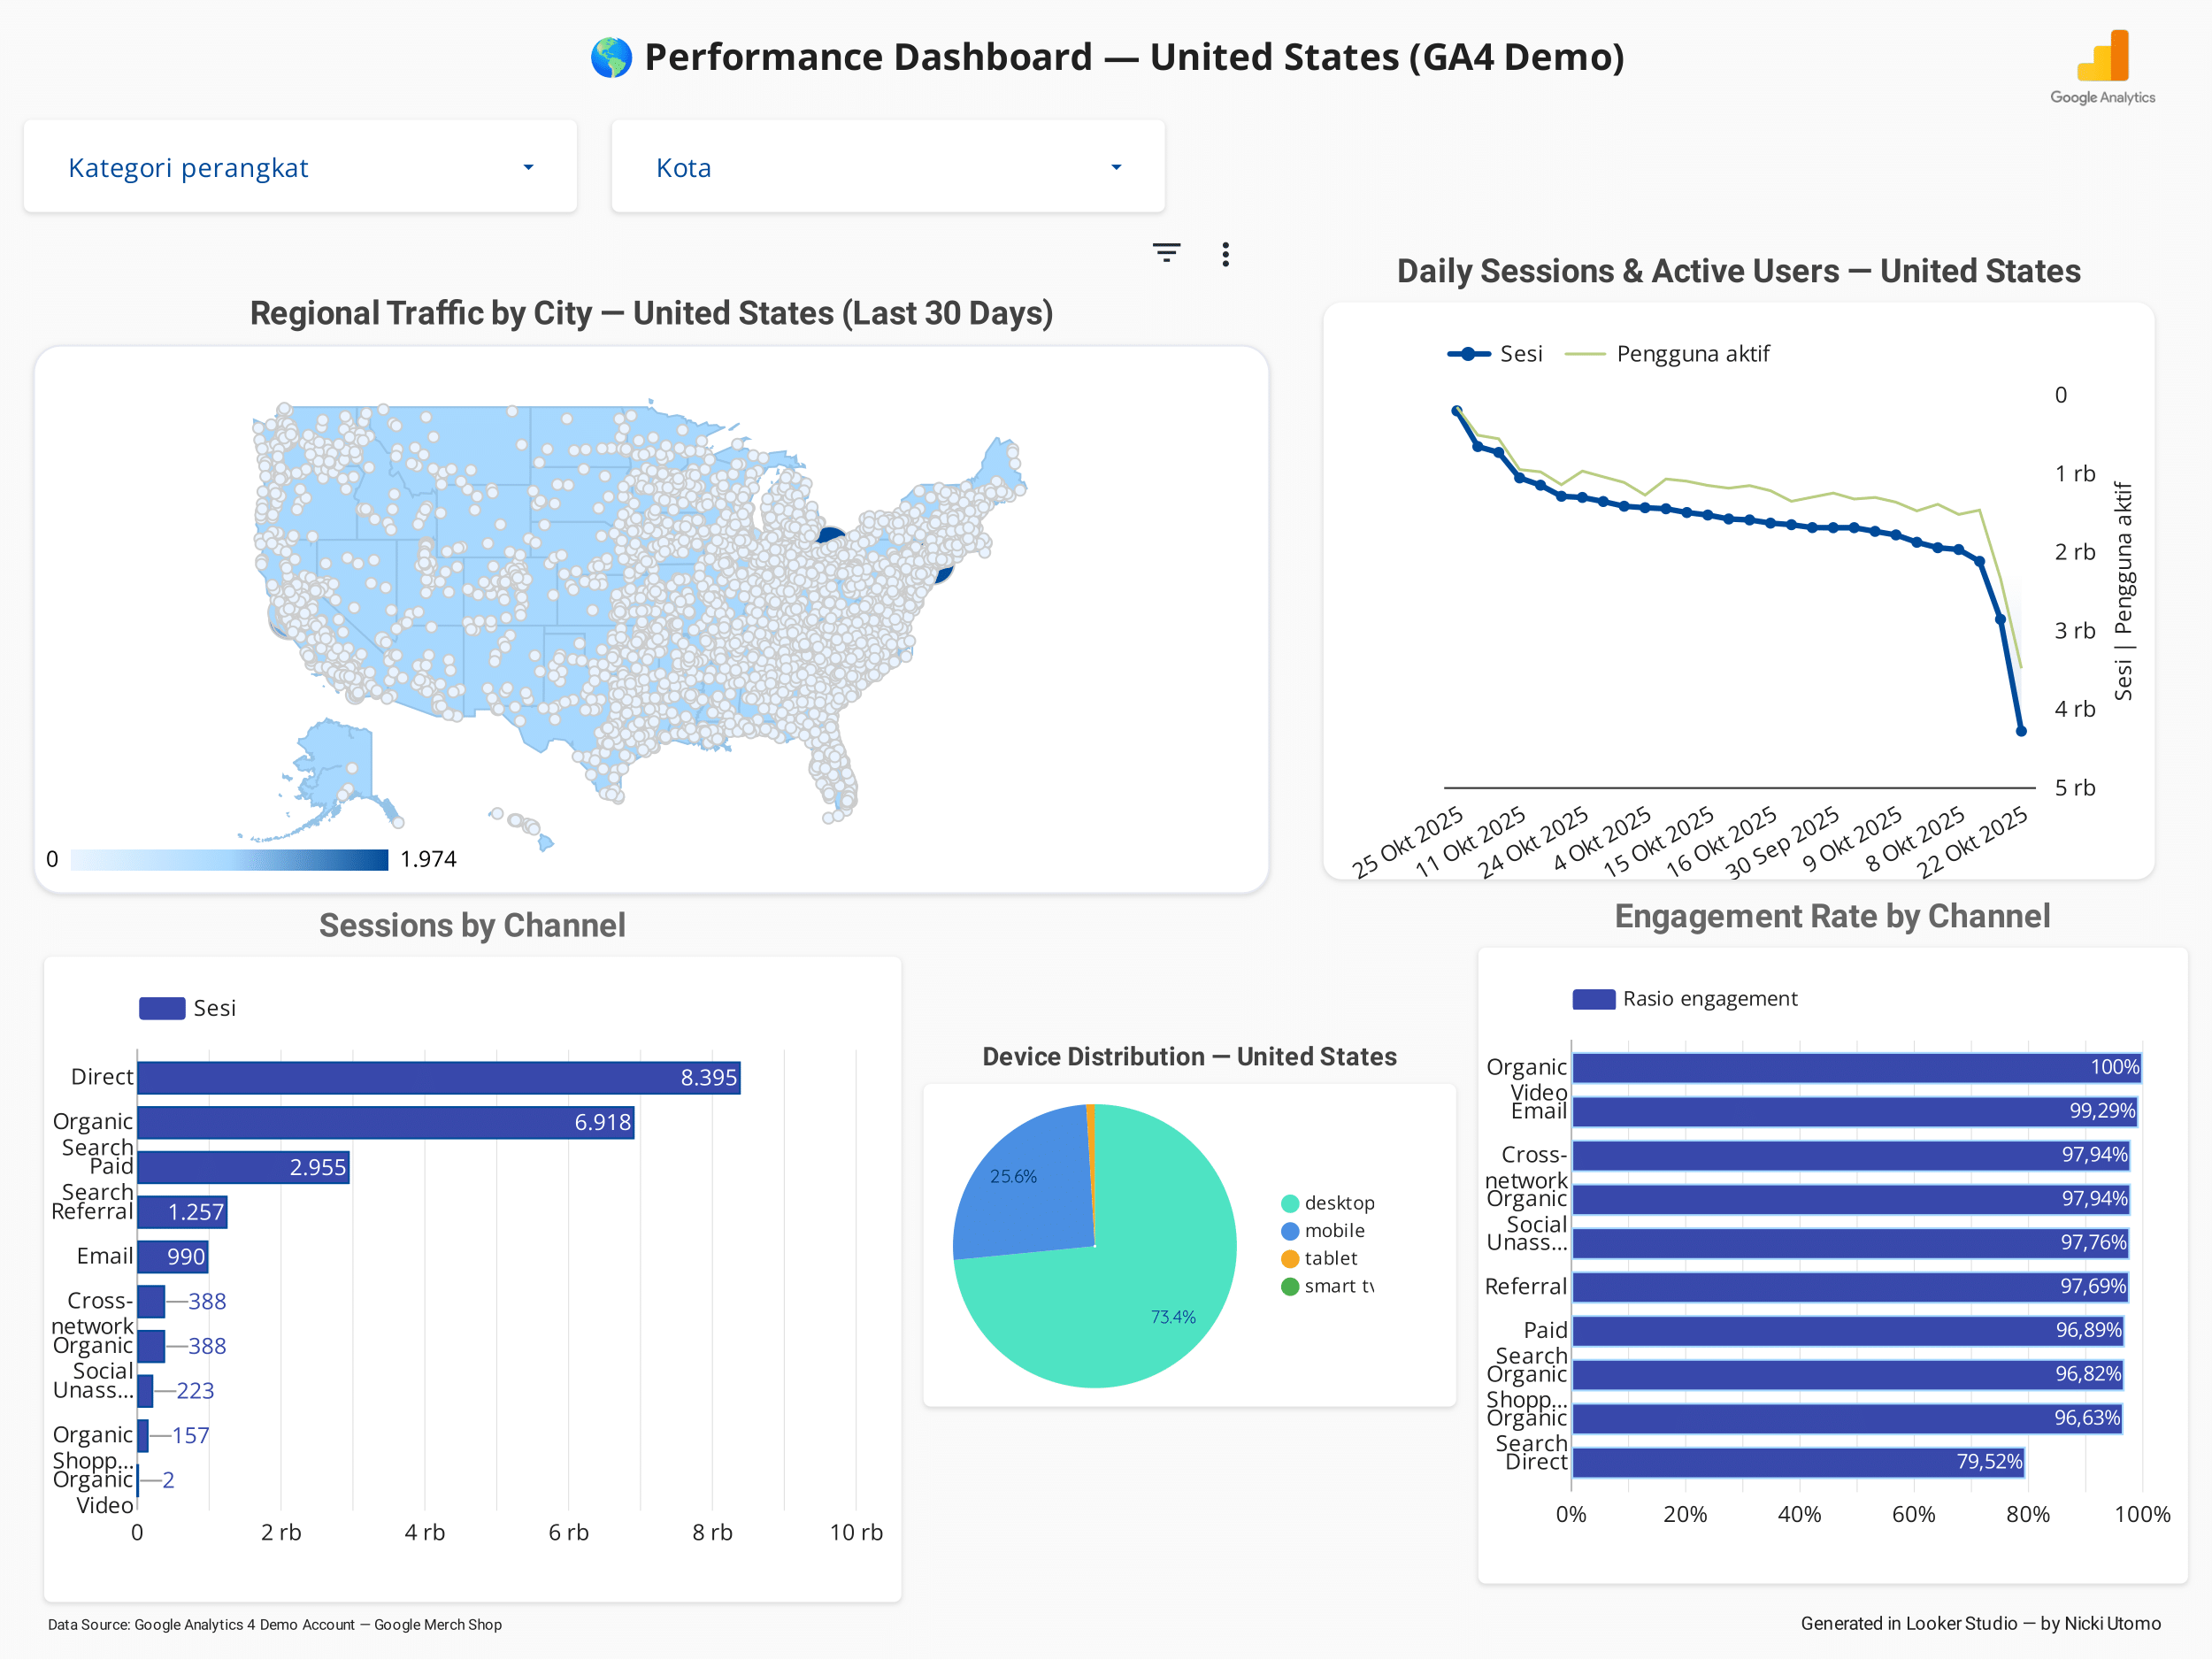 🌎 Performance Dashboard — United States (GA4 Demo)
Google Analytics
Kategori perangkat
Kota
Regional Traffic by City — United States (Last 30 Days)
0
1.974
Daily Sessions & Active Users — United States
Sesi
Pengguna aktif
0
1 rb
2 rb
3 rb
4 rb
5 rb
Sesi | Pengguna aktif
25 Okt 2025
11 Okt 2025
24 Okt 2025
4 Okt 2025
15 Okt 2025
16 Okt 2025
30 Sep 2025
9 Okt 2025
8 Okt 2025
22 Okt 2025
Sessions by Channel
Sesi
Direct
8.395
Organic
Search
6.918
Paid
Search
2.955
Referral
1.257
Email
990
Cross-
network
388
Organic
Social
388
Unass...
223
Organic
Shopp...
157
Organic
Video
2
0
2 rb
4 rb
6 rb
8 rb
10 rb
Device Distribution — United States
25.6%
73.4%
desktop
mobile
tablet
smart tv
Engagement Rate by Channel
Rasio engagement
Organic
Video
100%
Email
99,29%
Cross-
network
97,94%
Organic
Social
97,94%
Unass...
97,76%
Referral
97,69%
Paid
Search
96,89%
Organic
Shopp...
96,82%
Organic
Search
96,63%
Direct
79,52%
0%
20%
40%
60%
80%
100%
Data Source: Google Analytics 4 Demo Account — Google Merch Shop
Generated in Looker Studio — by Nicki Utomo